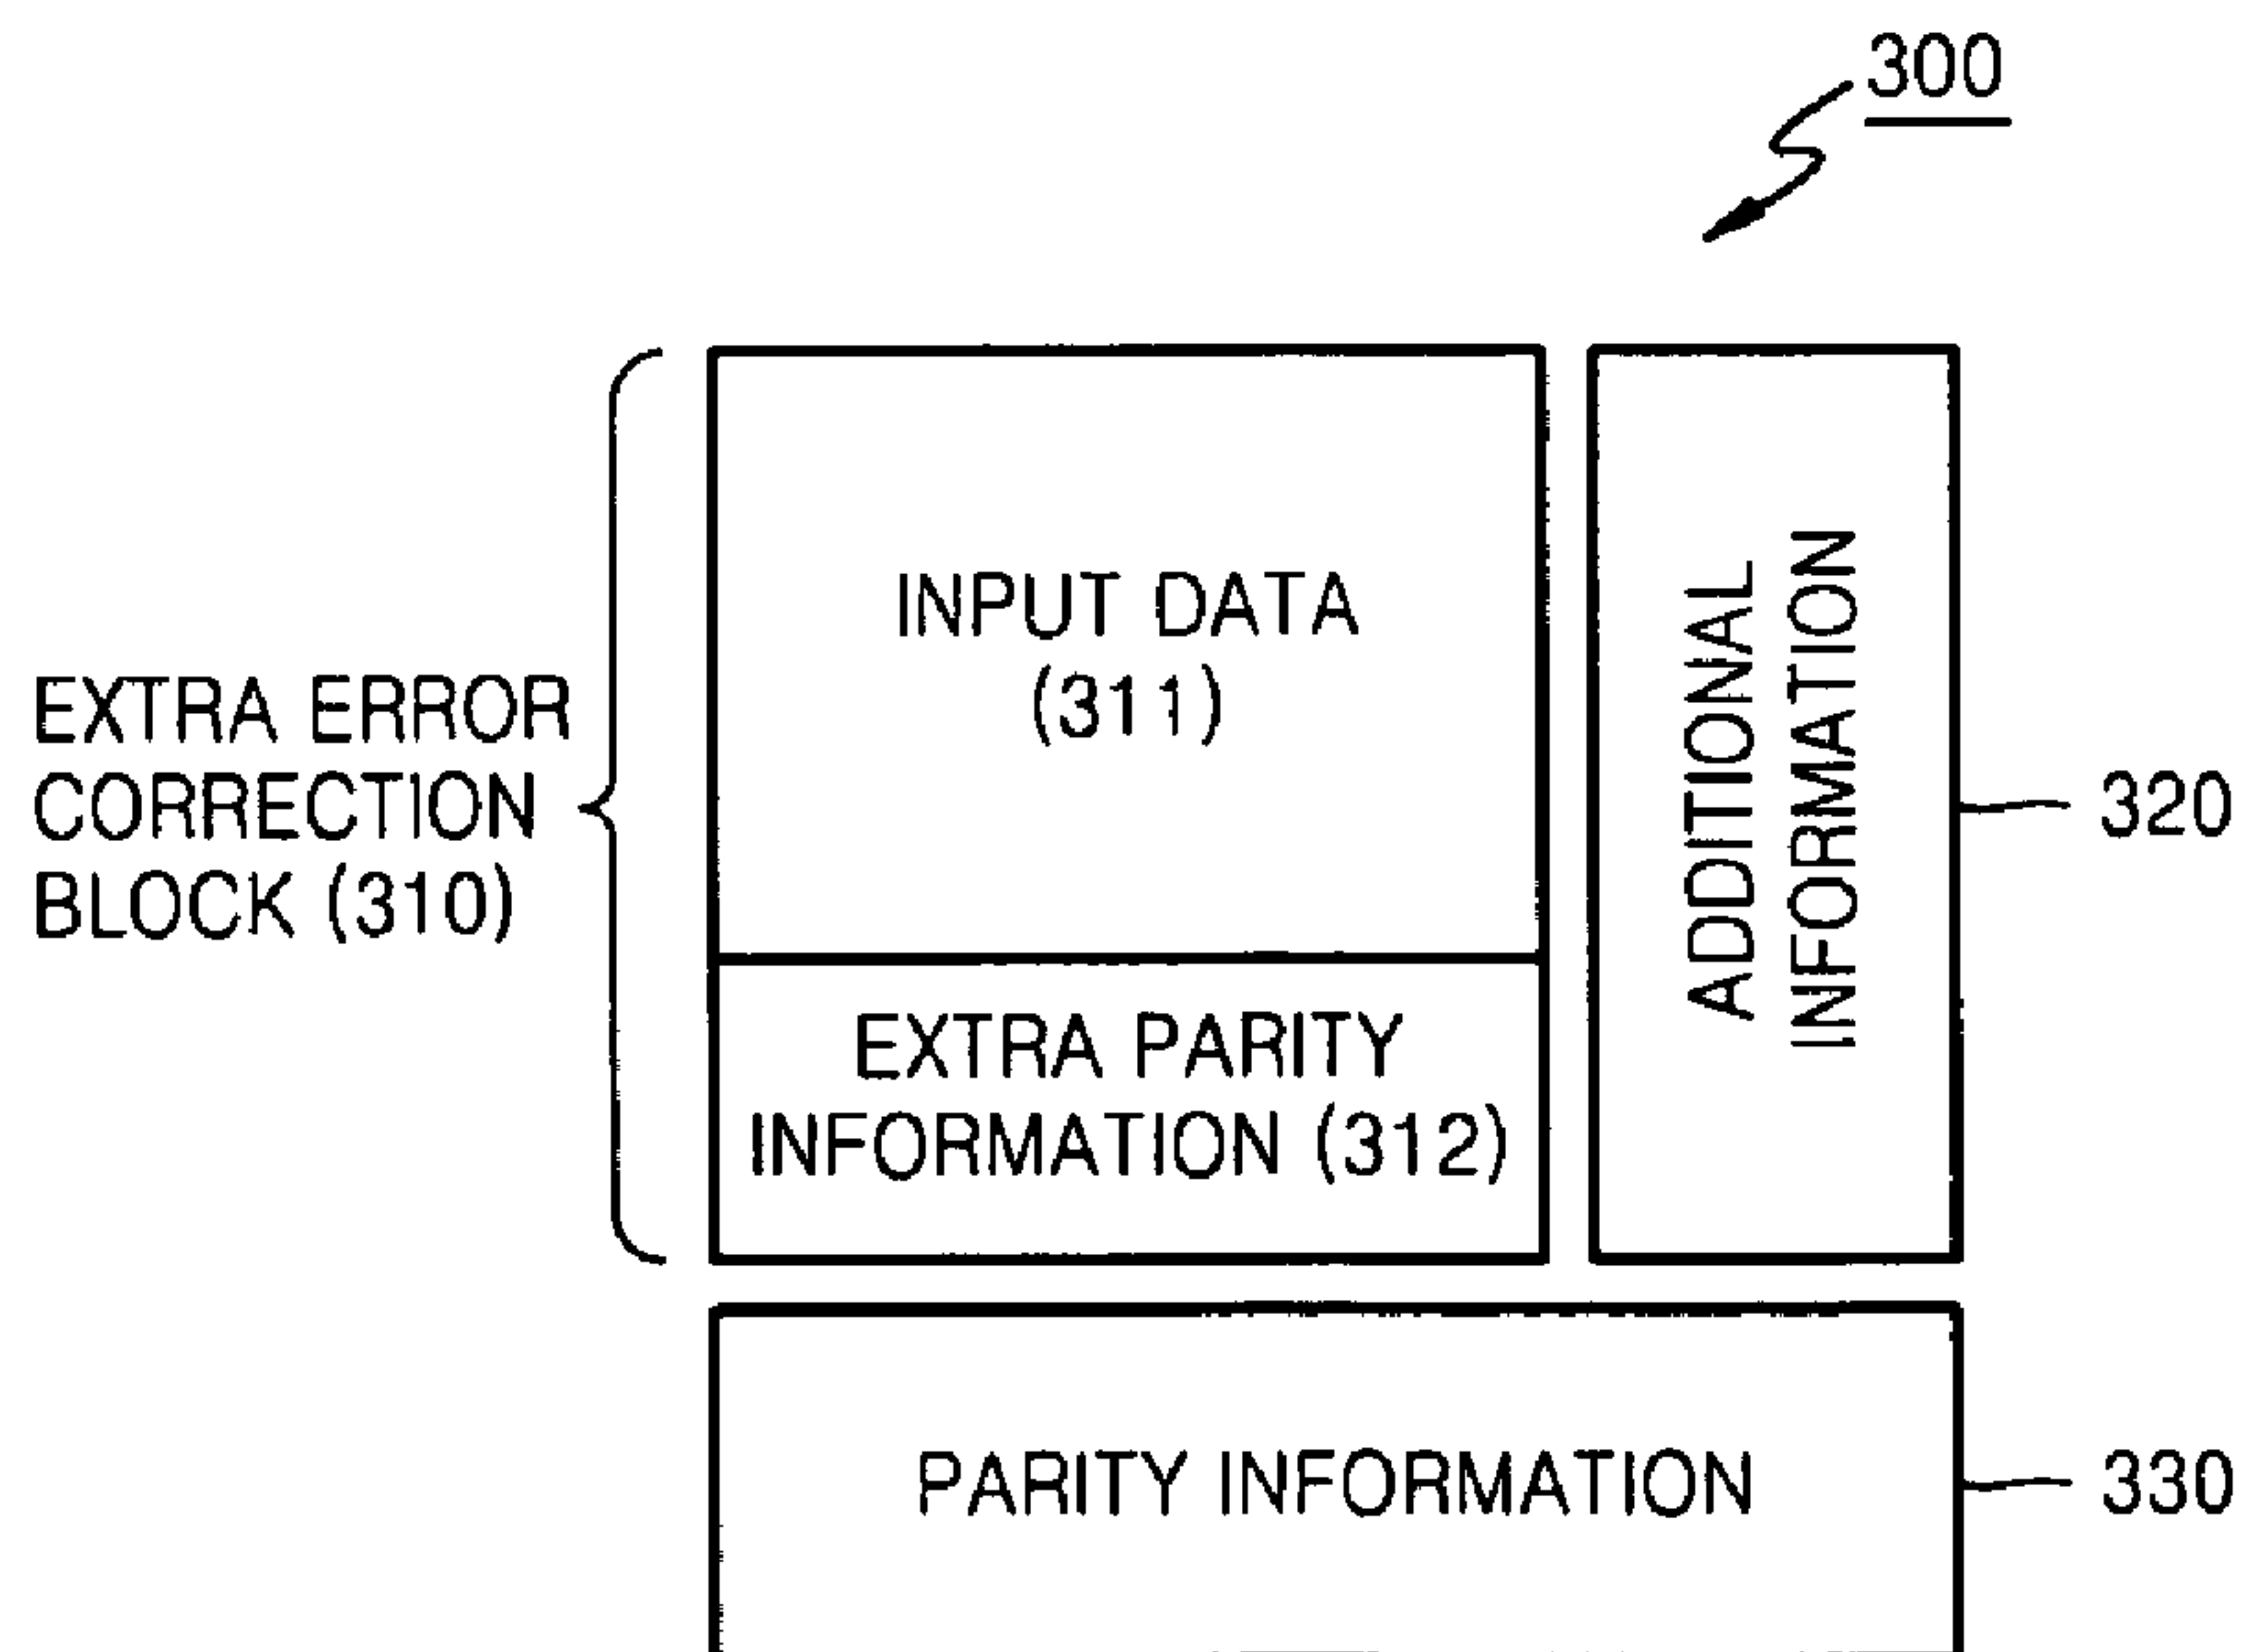 300
EXTRA ERROR
CORRECTION
BLOCK (310)
INPUT DATA
(311)
EXTRA PARITY
INFORMATION (312)
ADDITIONAL
INFORMATION
320
PARITY INFORMATION
330